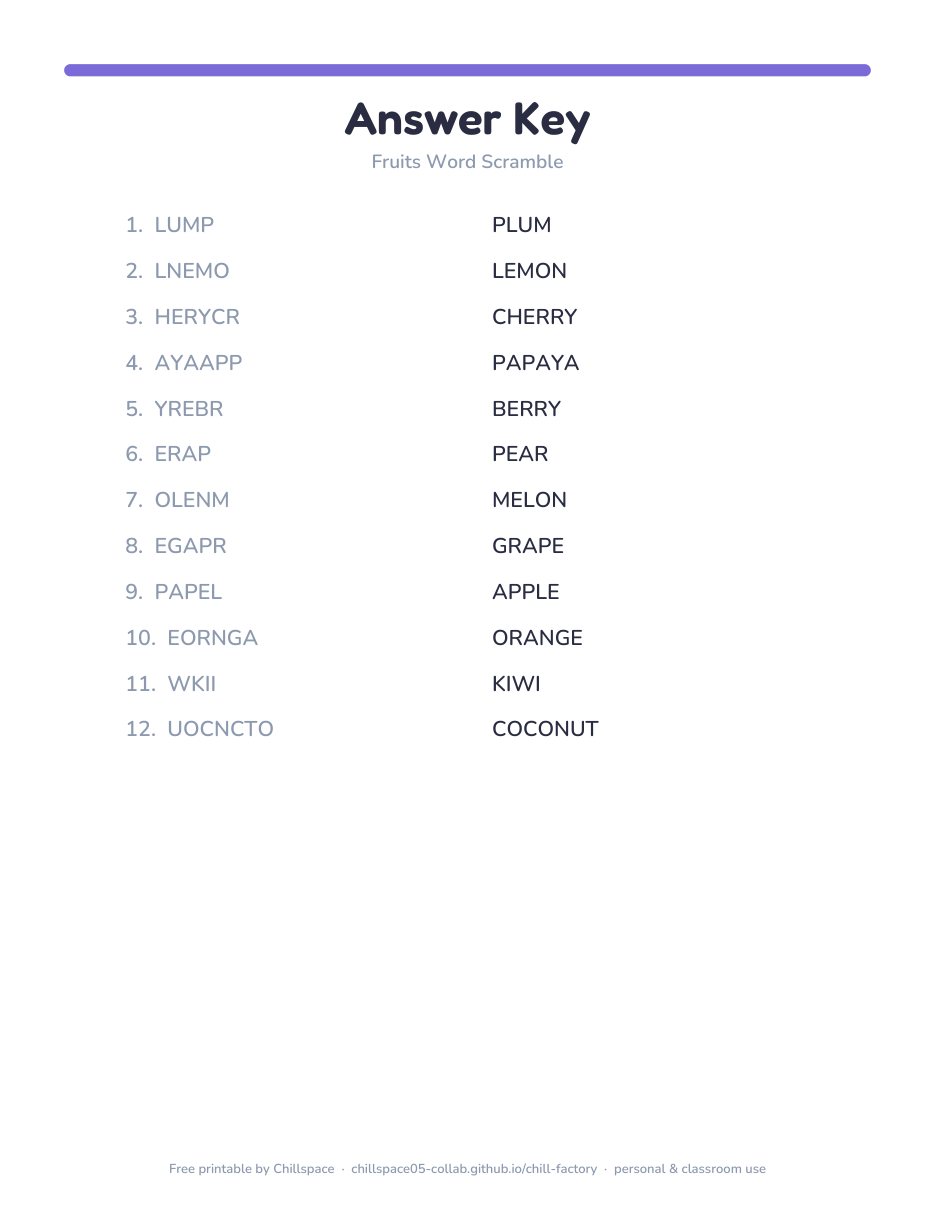 Answer Key
Fruits Word Scramble
1. LUMP PLUM
2. LNEMO LEMON
3. HERYCR CHERRY
4. AYAAPP PAPAYA
5. YREBR BERRY
6. ERAP PEAR
7. OLENM MELON
8. EGAPR GRAPE
9. PAPEL APPLE
10. EORNGA ORANGE
11. WKII KIWI
12. UOCNCTO COCONUT
Free printable by Chillspace · chillspace05-collab.github.io/chill-factory · personal & classroom use